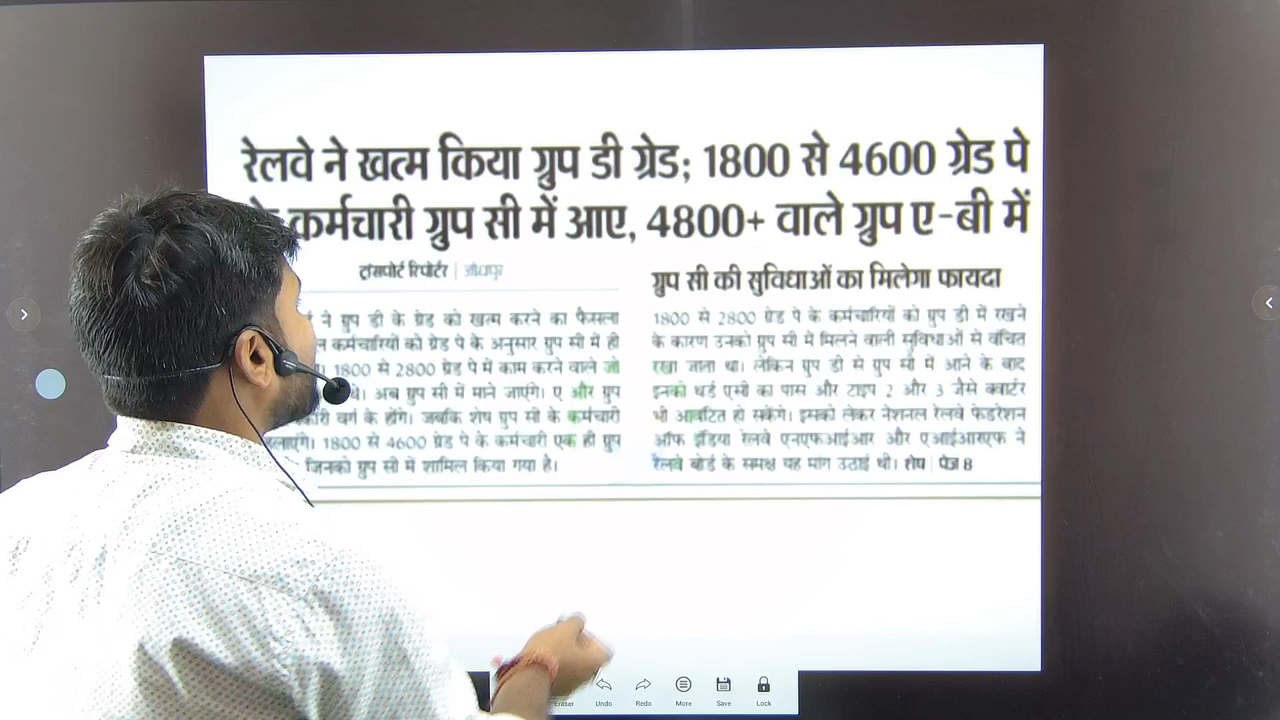 रेलवे ने खत्म किया ग्रुप डी ग्रेड; 1800 से 4600 ग्रेड पे
कर्मचारी ग्रुप सी में आए, 4800+ वाले ग्रुप ए-बी में
ट्रांसपोर्ट रिपोर्टर | जोधपुर
ने ग्रुप डी के ग्रेड को खत्म करने का फैसला
कर्मचारियों को ग्रेड पे के अनुसार ग्रुप सी में ही
1800 से 2800 ग्रेड पे में काम करने वाले जो
थे। अब ग्रुप सी में माने जाएंगे। ए और ग्रुप
वर्ग के होंगे। जबकि शेष ग्रुप सी के कर्मचारी
1800 से 4600 ग्रेड पे के कर्मचारी एक ही ग्रुप
जिनको ग्रुप सी में शामिल किया गया है।
ग्रुप सी की सुविधाओं का मिलेगा फायदा
1800 से 2800 ग्रेड पे के कर्मचारियों को ग्रुप डी में रखने
के कारण उनको ग्रुप सी में मिलने वाली सुविधाओं से वंचित
रखा जाता था। लेकिन ग्रुप डी से ग्रुप सी में आने के बाद
इनको थर्ड एसी का पास और टाइप 2 और 3 जैसे क्वार्टर
भी आवंटित हो सकेंगे। इसको लेकर नेशनल रेलवे फेडरेशन
ऑफ इंडिया रेलवे एनएफआईआर और एआईआरएफ ने
रेलवे बोर्ड के समक्ष यह मांग उठाई थी। शेष | पेज 8
Eraser Undo Redo More Save Lock